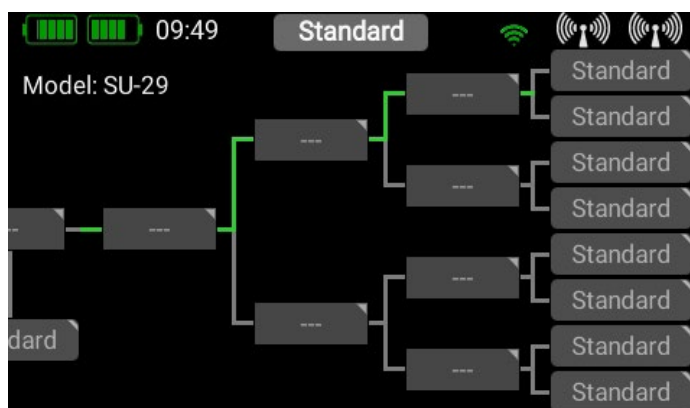 09:49 Standard
Model: SU-29
--- Standard
Standard
---
--- Standard
Standard
-- ---
--- Standard
Standard
---
dard
--- Standard
Standard